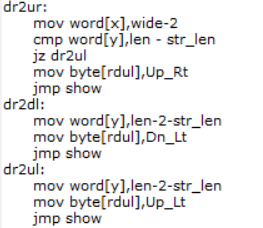 dr2ur:
mov word[x],wide-2
cmp word[y],len - str_len
jz dr2ul
mov byte[rdul],Up_Rt
jmp show
dr2dl:
mov word[y],len-2-str_len
mov byte[rdul],Dn_Lt
jmp show
dr2ul:
mov word[y],len-2-str_len
mov byte[rdul],Up_Lt
jmp show